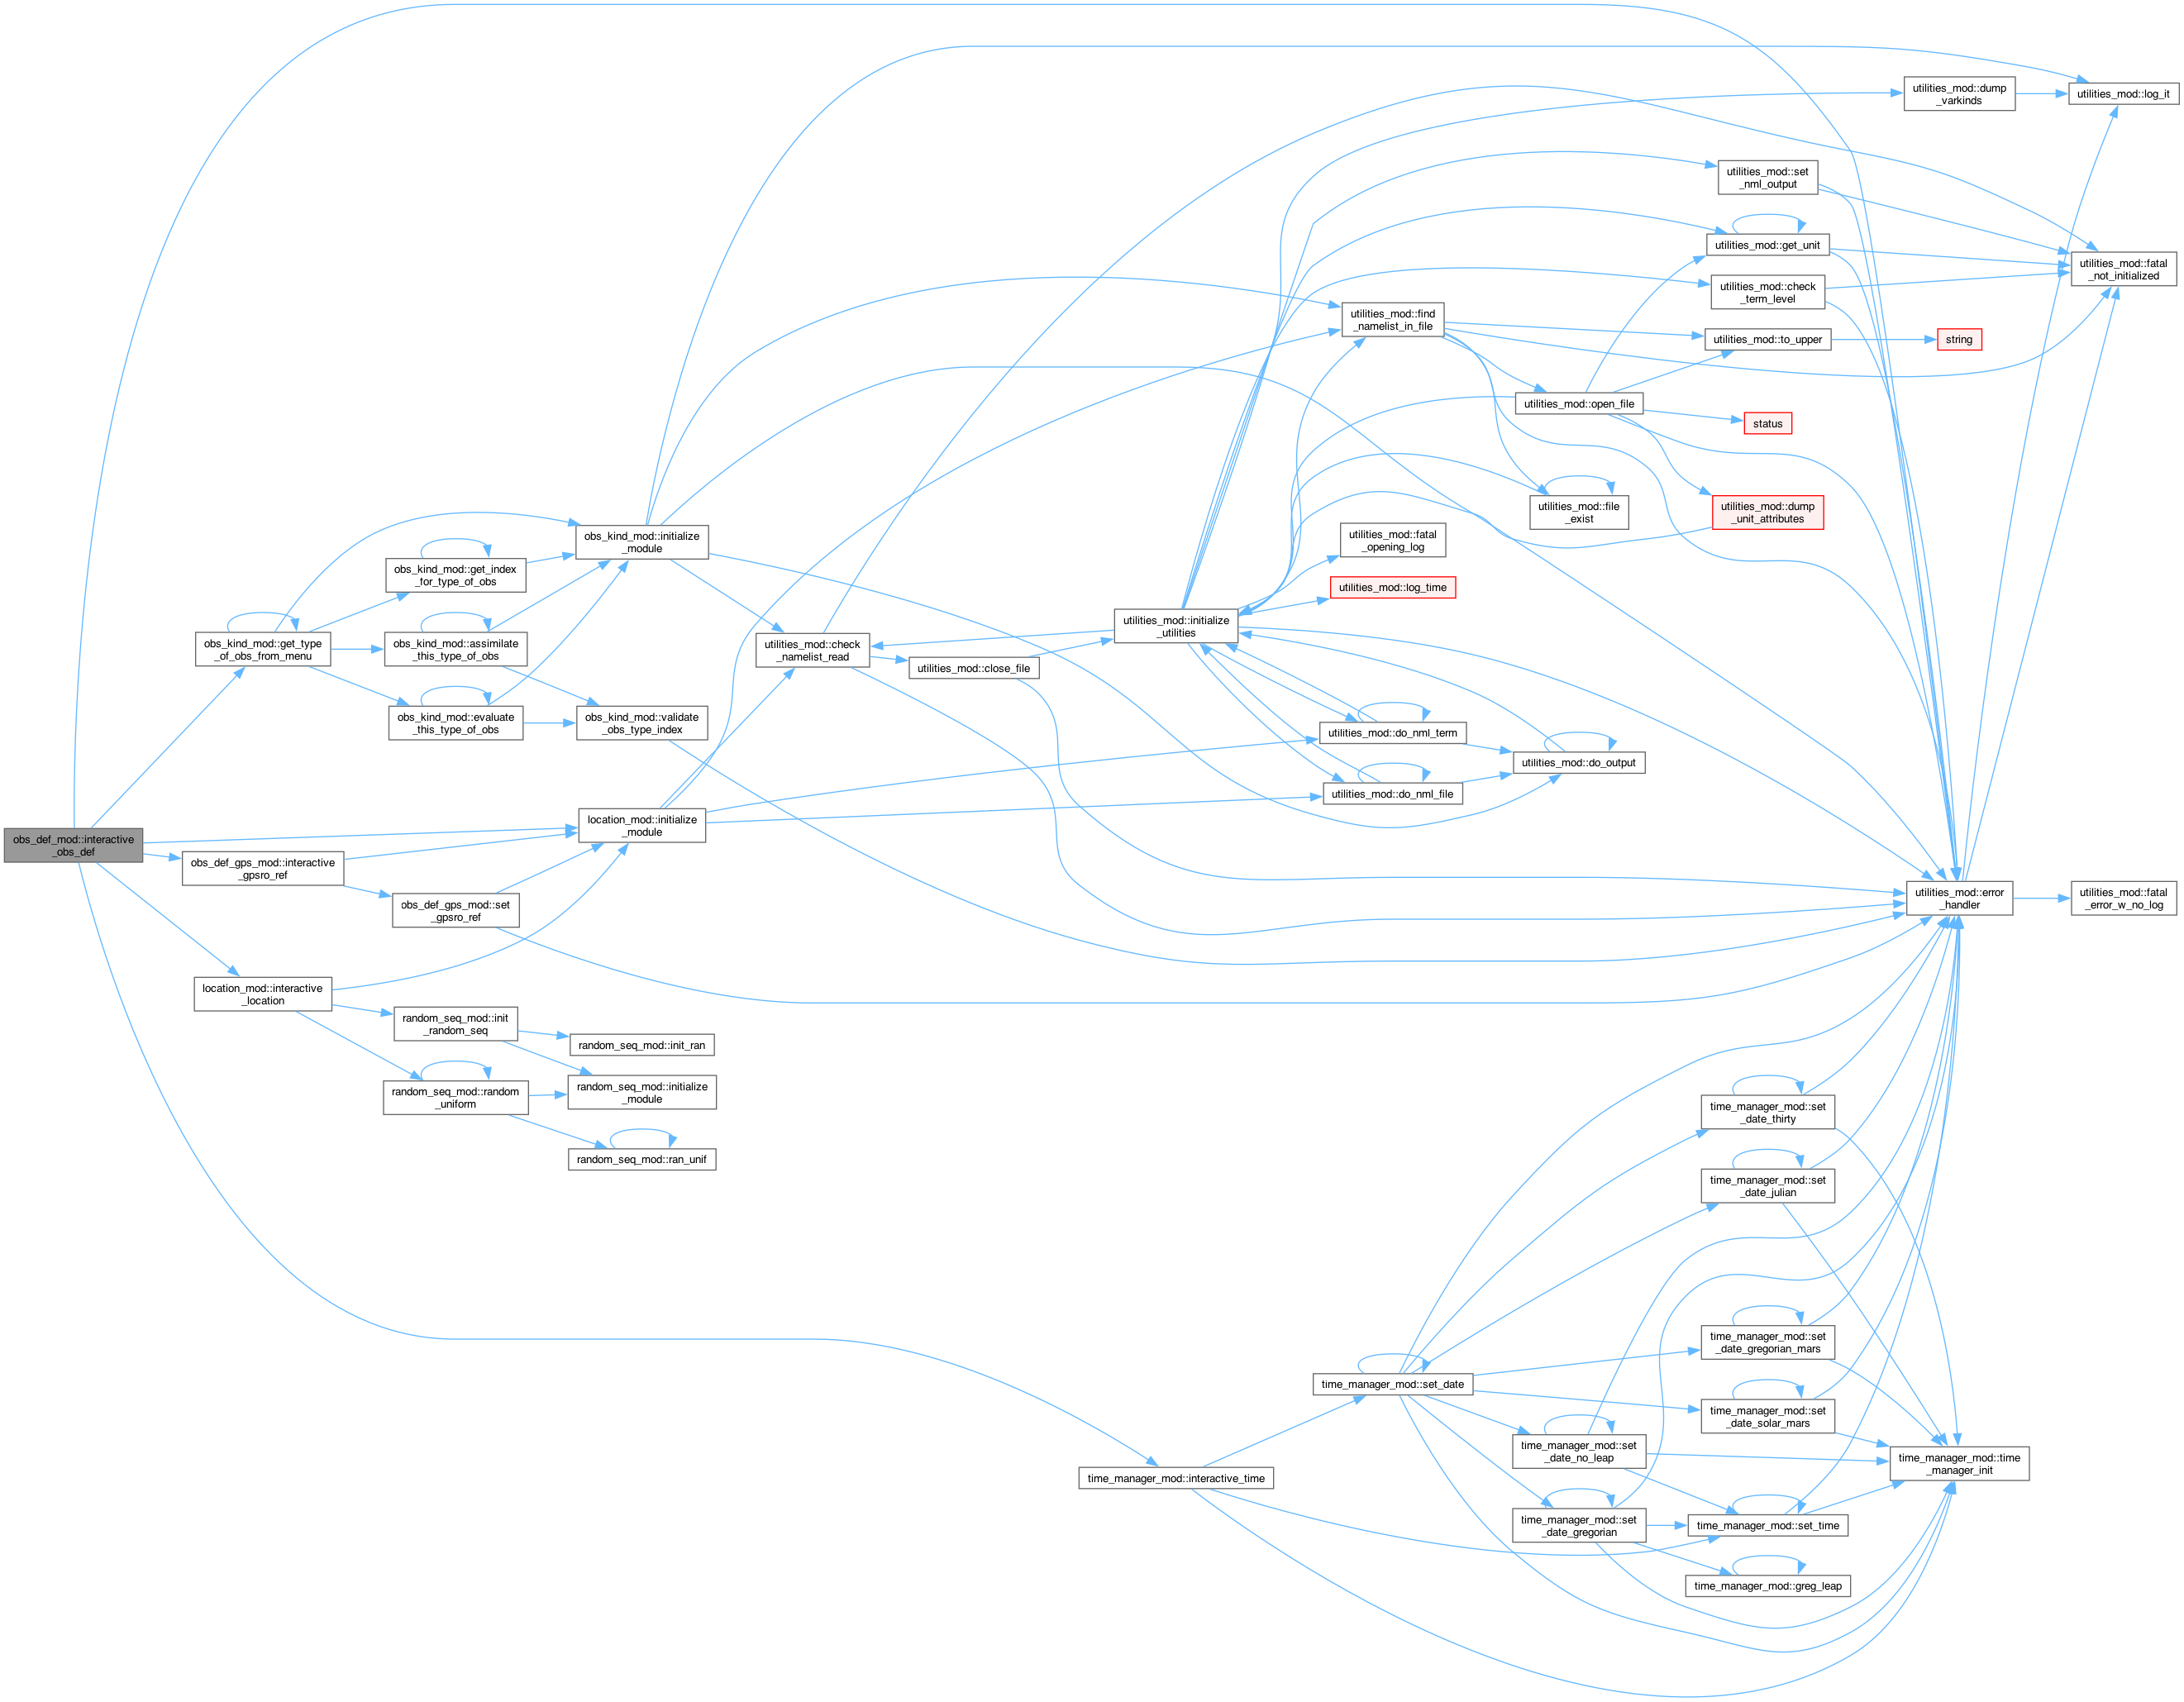 utilities_mod::dump
_varkinds
utilities_mod::log_it
utilities_mod::set
_nml_output
utilities_mod::get_unit
utilities_mod::fatal
_not_initialized
utilities_mod::check
_term_level
utilities_mod::find
_namelist_in_file
utilities_mod::to_upper
string
utilities_mod::open_file
status
utilities_mod::file
_exist
utilities_mod::dump
_unit_attributes
obs_kind_mod::initialize
_module
utilities_mod::fatal
_opening_log
obs_kind_mod::get_index
_for_type_of_obs
utilities_mod::log_time
utilities_mod::initialize
_utilities
obs_kind_mod::get_type
_of_obs_from_menu
obs_kind_mod::assimilate
_this_type_of_obs
utilities_mod::check
_namelist_read
utilities_mod::close_file
obs_kind_mod::evaluate
_this_type_of_obs
obs_kind_mod::validate
_obs_type_index
utilities_mod::do_nml_term
utilities_mod::do_output
utilities_mod::do_nml_file
location_mod::initialize
_module
obs_def_mod::interactive
_obs_def
obs_def_gps_mod::interactive
_gpsro_ref
obs_def_gps_mod::set
_gpsro_ref
utilities_mod::error
_handler
utilities_mod::fatal
_error_w_no_log
location_mod::interactive
_location
random_seq_mod::init
_random_seq
random_seq_mod::init_ran
random_seq_mod::random
_uniform
random_seq_mod::initialize
_module
random_seq_mod::ran_unif
time_manager_mod::set
_date_thirty
time_manager_mod::set
_date_julian
time_manager_mod::set
_date_gregorian_mars
time_manager_mod::set_date
time_manager_mod::set
_date_solar_mars
time_manager_mod::set
_date_no_leap
time_manager_mod::time
_manager_init
time_manager_mod::interactive_time
time_manager_mod::set
_date_gregorian
time_manager_mod::set_time
time_manager_mod::greg_leap